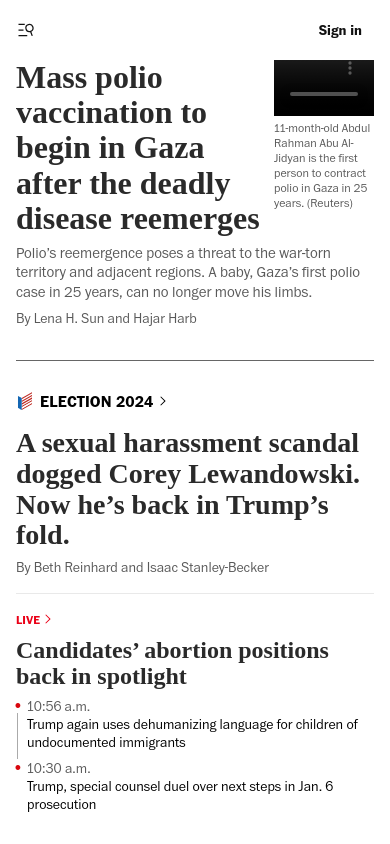 Sign in
Mass polio
vaccination to
begin in Gaza
after the deadly
disease reemerges
11-month-old Abdul
Rahman Abu Al-
Jidyan is the first
person to contract
polio in Gaza in 25
years. (Reuters)
Polio's reemergence poses a threat to the war-torn
territory and adjacent regions. A baby, Gaza's first polio
case in 25 years, can no longer move his limbs.
By Lena H. Sun and Hajar Harb
ELECTION 2024
A sexual harassment scandal
dogged Corey Lewandowski.
Now he's back in Trump's
fold.
By Beth Reinhard and Isaac Stanley-Becker
LIVE
Candidates' abortion positions
back in spotlight
10:56 a.m.
Trump again uses dehumanizing language for children of
undocumented immigrants
10:30 a.m.
Trump, special counsel duel over next steps in Jan. 6
prosecution